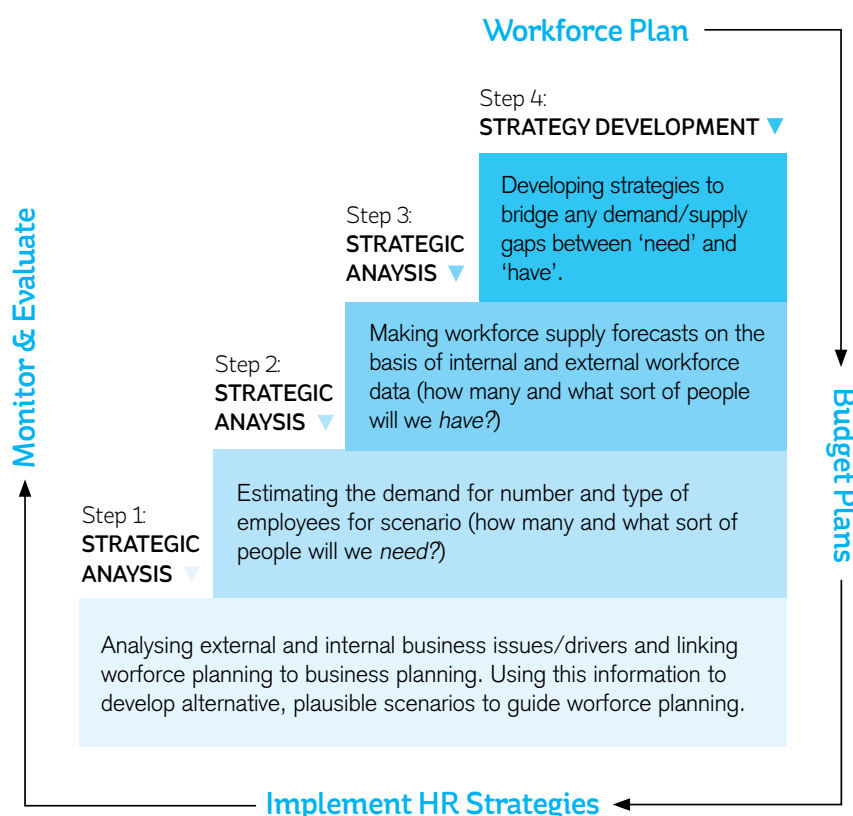 Workforce Plan
Step 4:
STRATEGY DEVELOPMENT
Developing strategies to
bridge any demand/supply
gaps between ‘need’ and
‘have’.
Step 3:
STRATEGIC
ANAYSIS
Making workforce supply forecasts on the
basis of internal and external workforce
data (how many and what sort of people
will we have?)
Step 2:
STRATEGIC
ANAYSIS
Estimating the demand for number and type of
employees for scenario (how many and what sort of
people will we need?)
Step 1:
STRATEGIC
ANAYSIS
Analysing external and internal business issues/drivers and linking
worforce planning to business planning. Using this information to
develop alternative, plausible scenarios to guide worforce planning.
Budget Plans
Implement HR Strategies
Monitor & Evaluate